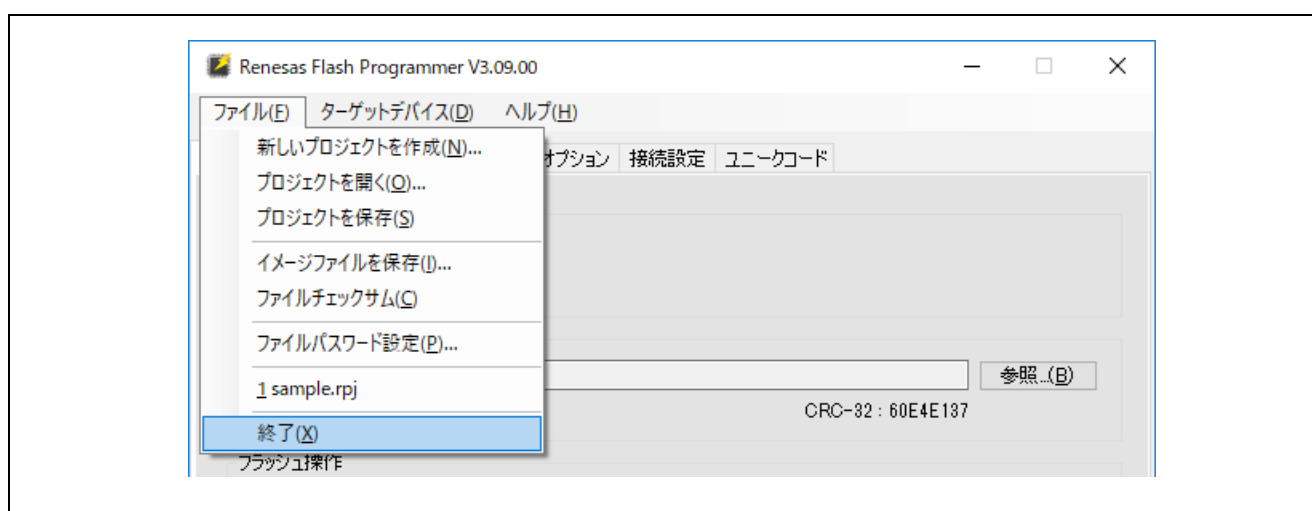 Renesas Flash Programmer V3.09.00
ファイル(F) ターゲットデバイス(D) ヘルプ(H)
新しいプロジェクトを作成(N)...
オプション 接続設定 ユニークコード
プロジェクトを開く(O)...
プロジェクトを保存(S)
イメージファイルを保存(I)...
ファイルチェックサム(C)
ファイルパスワード設定(P)...
参照...(B)
1 sample.rpj
CRC-32 : 60E4E137
終了(X)
フラッシュ操作